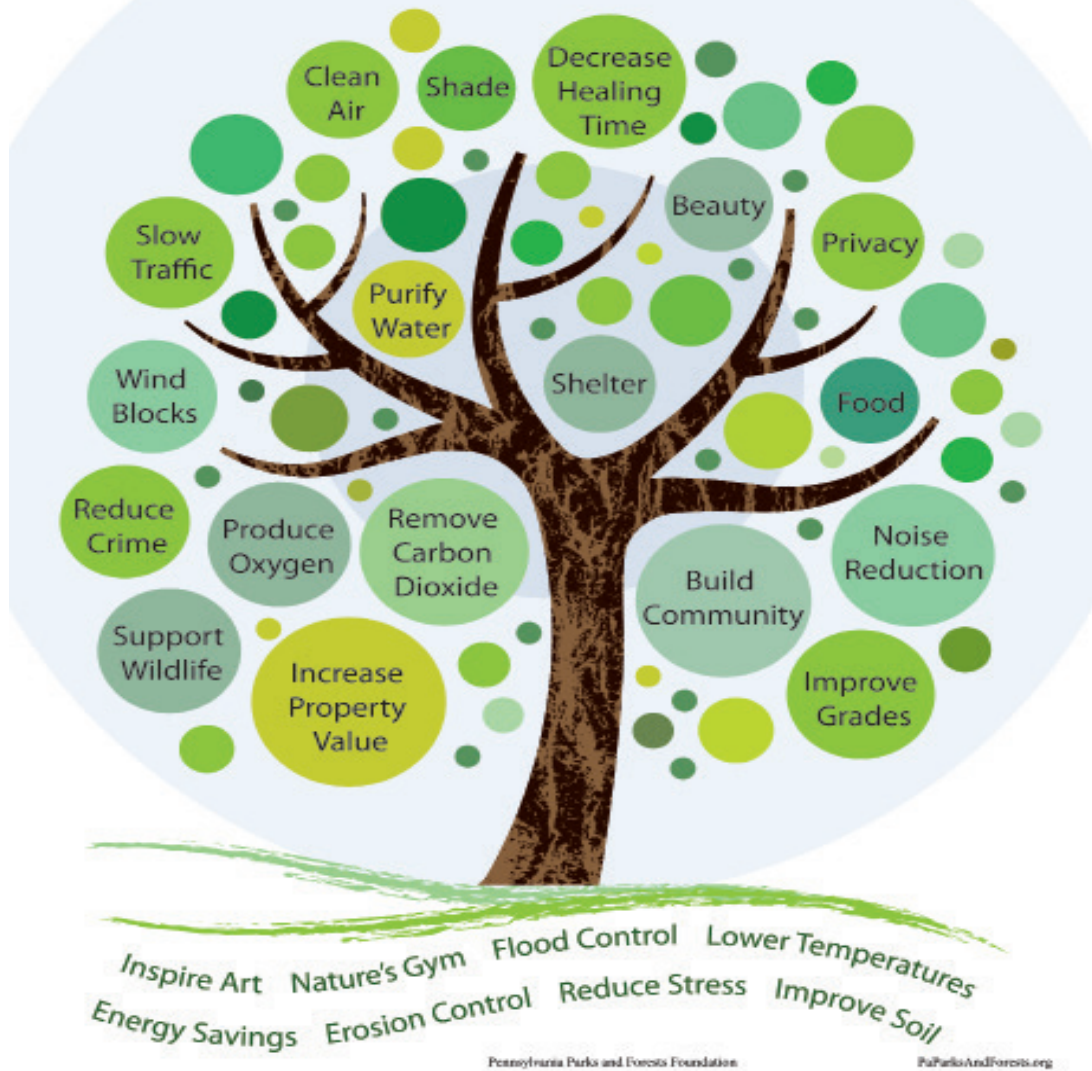 Clean
Air
Shade
Decrease
Healing
Time
Beauty
Slow
Traffic
Privacy
Purify
Water
Wind
Blocks
Shelter
Food
Reduce
Crime
Produce
Oxygen
Remove
Carbon
Dioxide
Noise
Reduction
Build
Community
Support
Wildlife
Increase
Property
Value
Improve
Grades
Inspire Art Nature's Gym Flood Control Lower Temperatures
Energy Savings Erosion Control Reduce Stress Improve Soil
Pennsylvania Parks and Forests Foundation PaParksAndForests.org